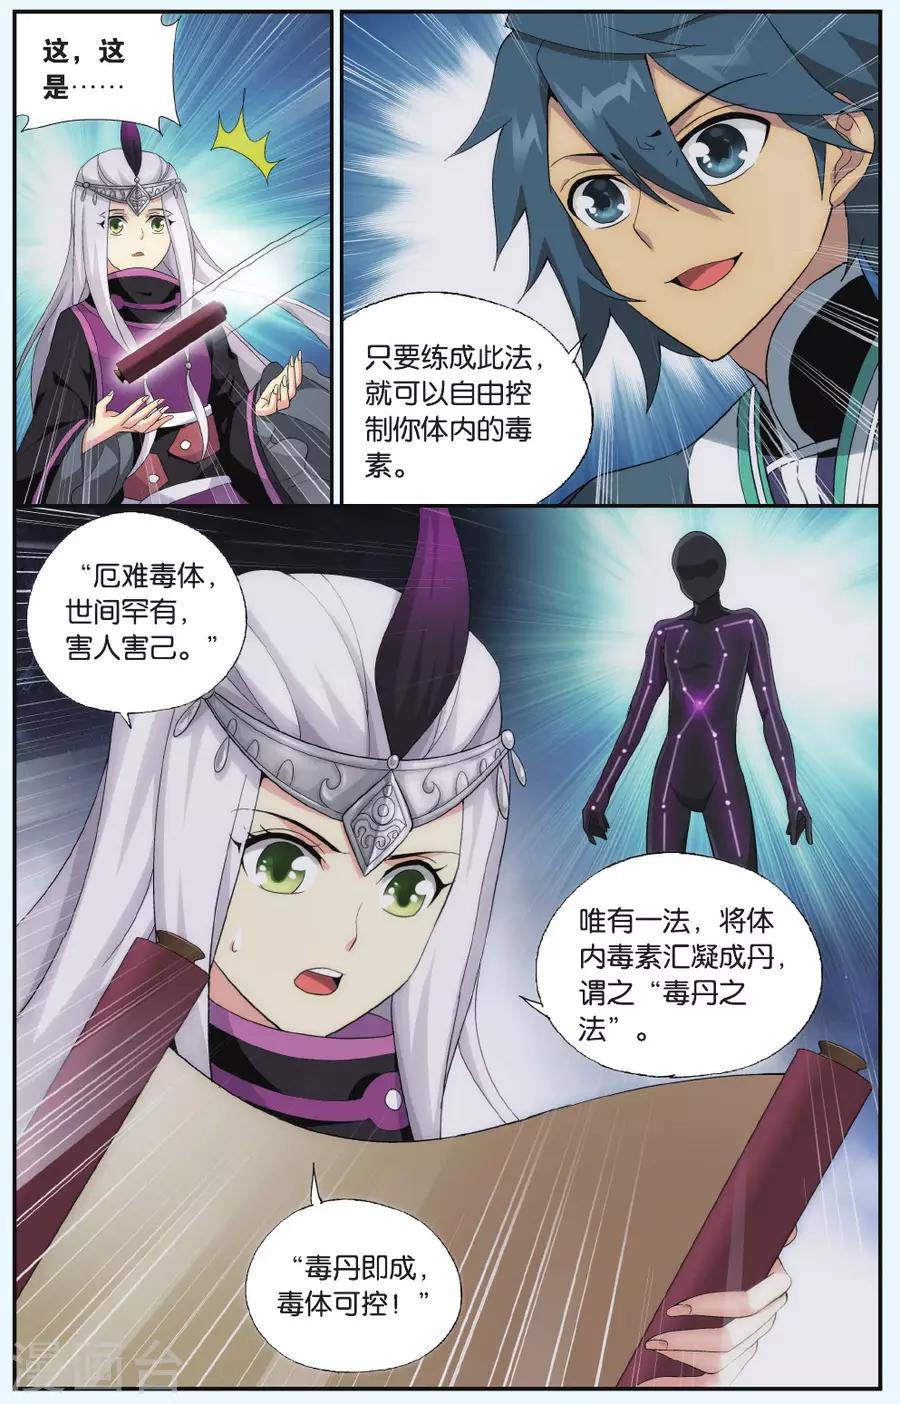 这，这
是……
只要练成此法，
就可以自由控
制你体内的毒
素。
“厄难毒体，
世间罕有，
害人害己。”
唯有一法，将体
内毒素汇凝成丹，
谓之“毒丹之
法”。
“毒丹即成，
毒体可控！”
漫画台